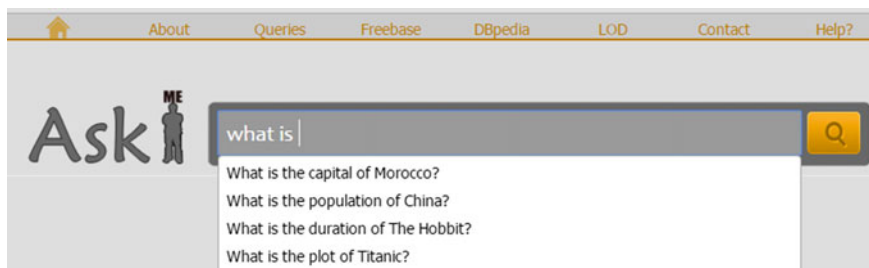 About Queries Freebase DBpedia LOD Contact Help?
ME
Ask
what is
What is the capital of Morocco?
What is the population of China?
What is the duration of The Hobbit?
What is the plot of Titanic?